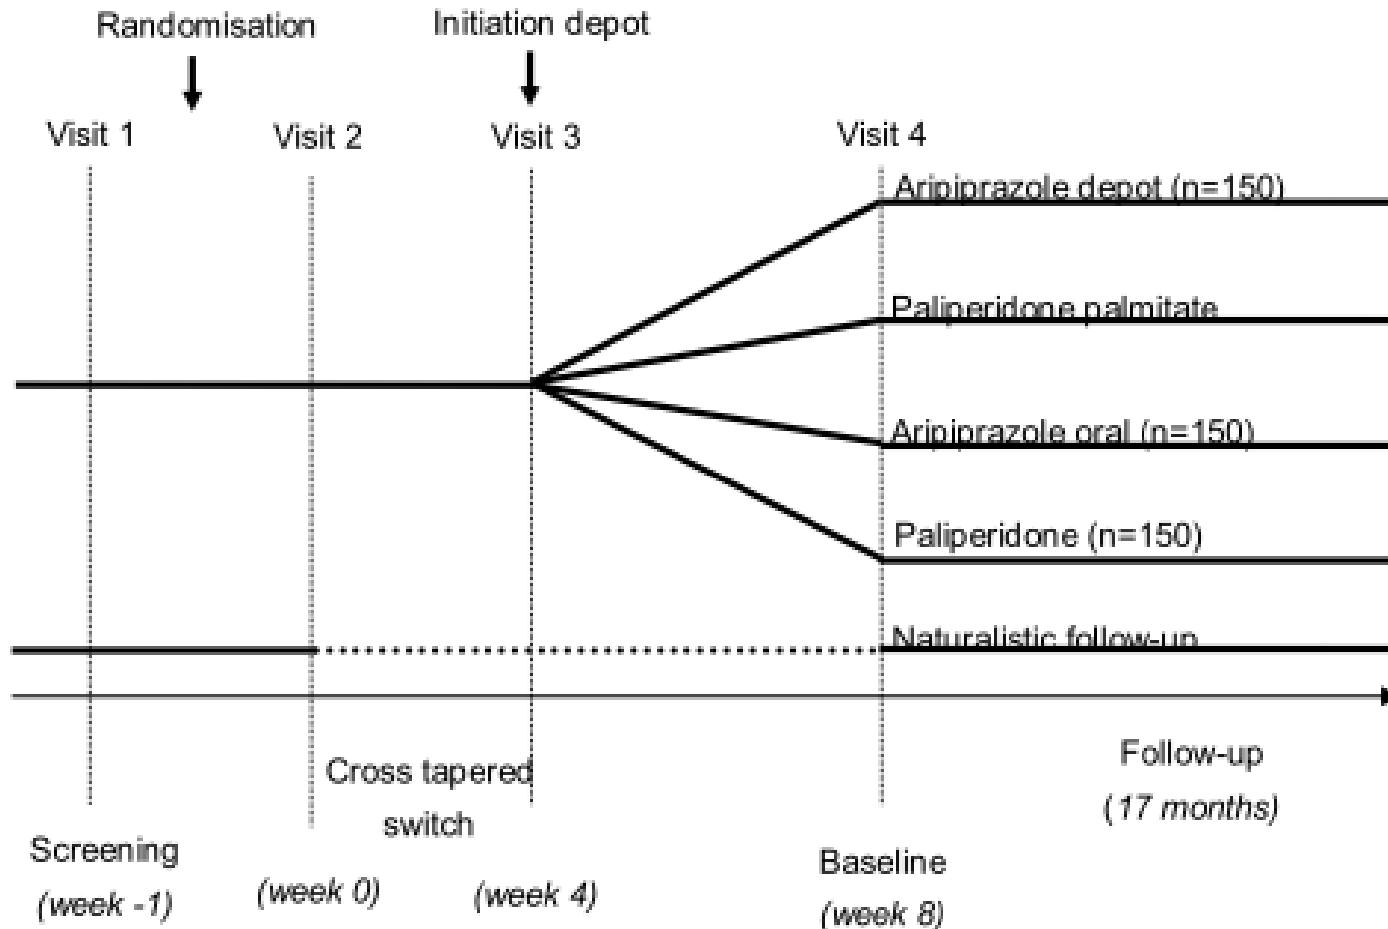 Randomisation
Initiation depot
Visit 1
Visit 2
Visit 3
Visit 4
Aripiprazole depot (n=150)
Paliperidone palmitate
Aripiprazole oral (n=150)
Paliperidone (n=150)
Naturalistic follow-up
Follow-up
(17 months)
Cross tapered
switch
Screening
(week -1)
(week 0)
(week 4)
Baseline
(week 8)